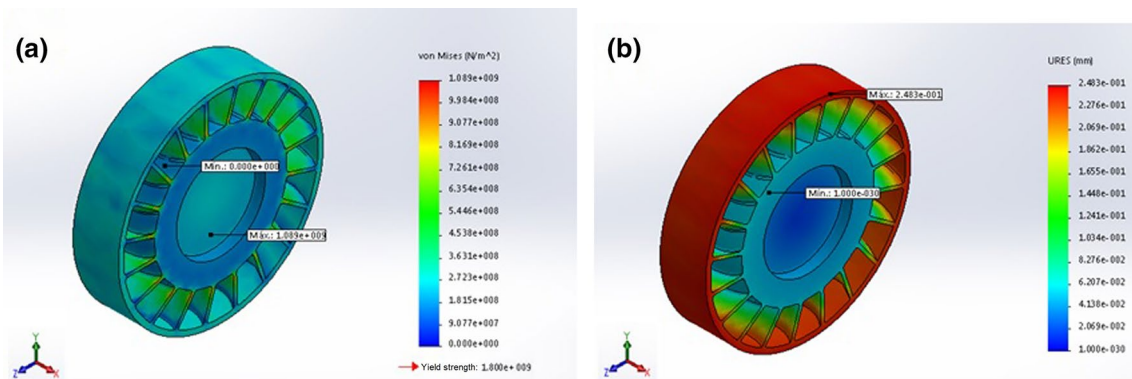 (a)
von Mises (N/m^2)
1.089e+009
9.984e+008
9.077e+008
8.169e+008
7.261e+008
6.354e+008
5.446e+008
4.538e+008
3.631e+008
2.723e+008
1.815e+008
9.077e+007
0.000e+000
Yield strength: 1.800e+009
Min.: 0.000e+000
Máx.: 1.089e+009
Y
Z
X
(b)
URES (mm)
2.483e-001
2.276e-001
2.069e-001
1.862e-001
1.655e-001
1.448e-001
1.241e-001
1.034e-001
8.276e-002
6.207e-002
4.138e-002
2.069e-002
1.000e-030
Máx.: 2.483e-001
Min.: 1.000e-030
Y
Z
X